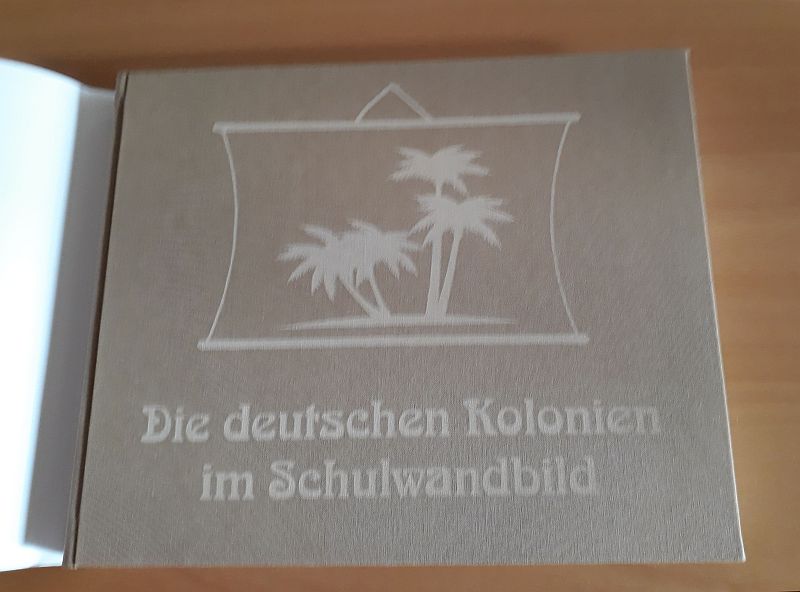 Die deutschen Kolonien
im Schulwandbild